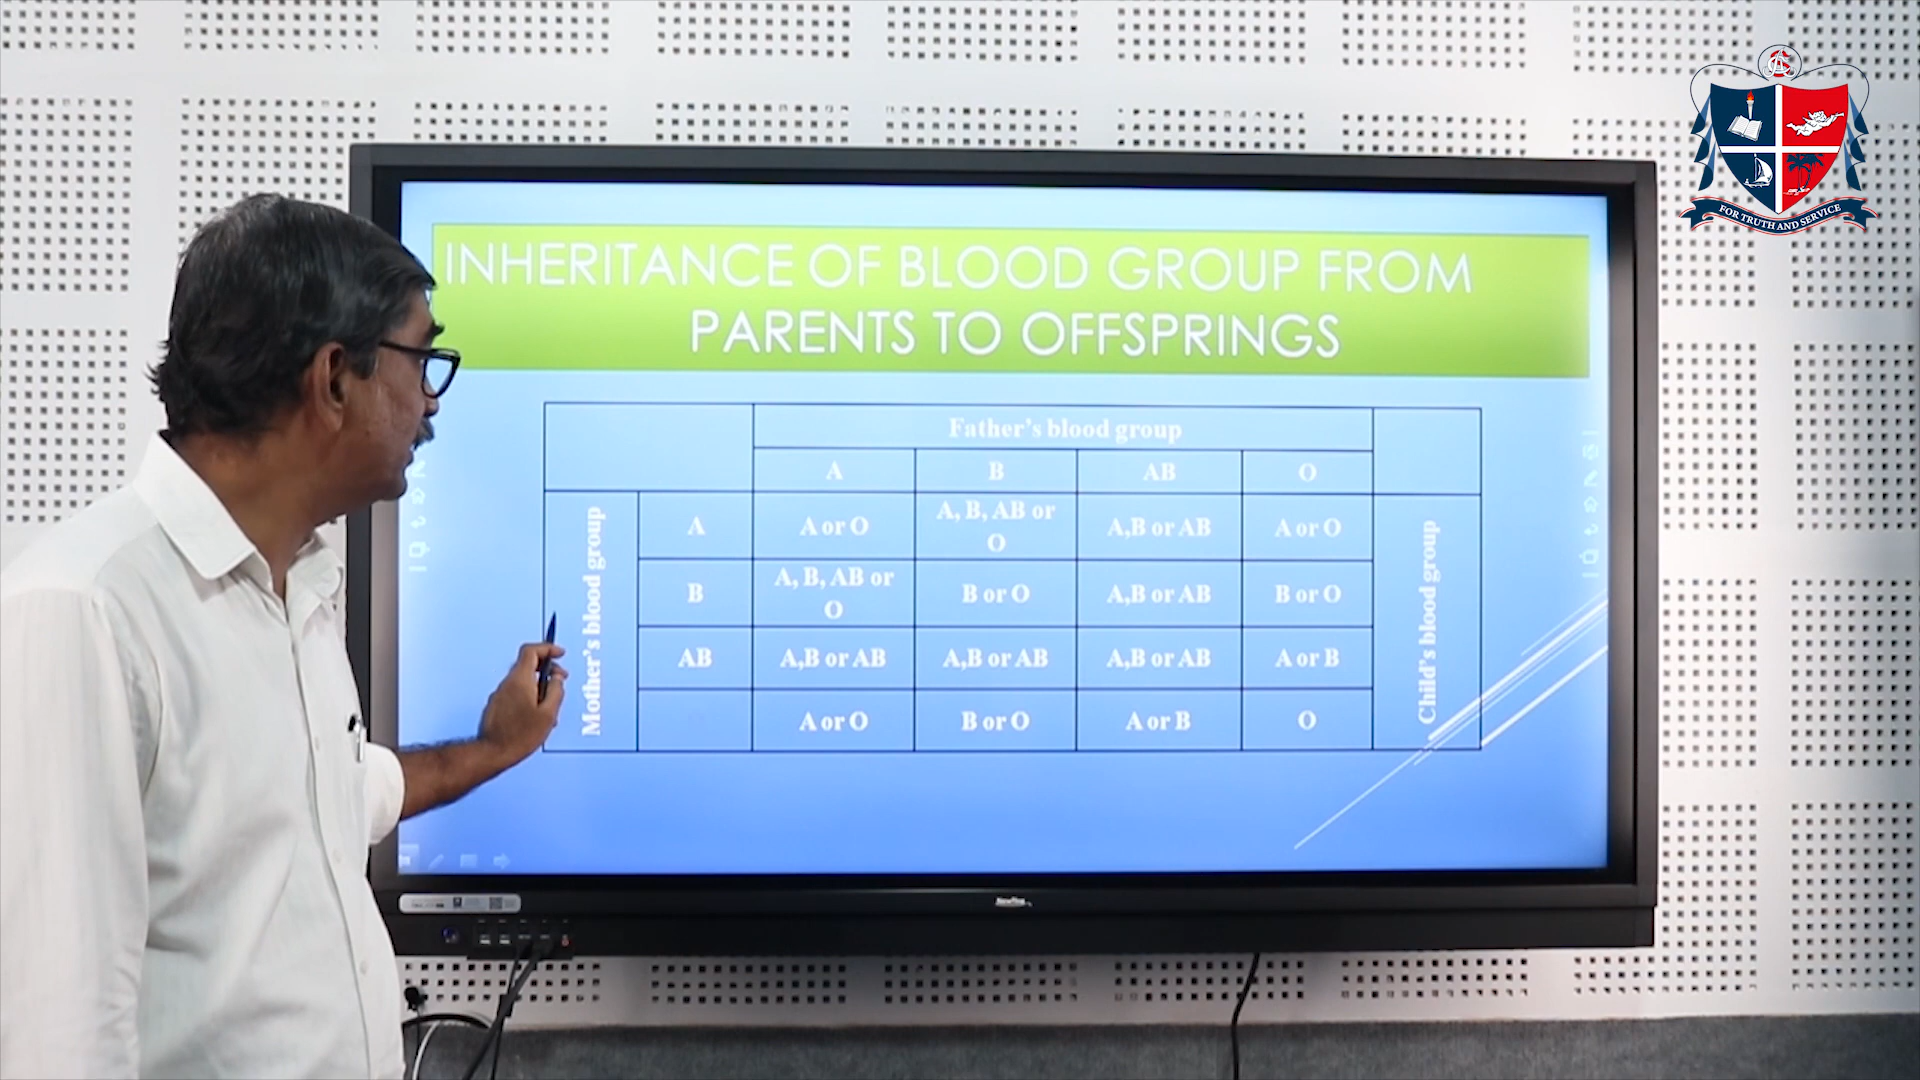 FOR TRUTH AND SERVICE
INHERITANCE OF BLOOD GROUP FROM
PARENTS TO OFFSPRINGS
Father's blood group
A B AB O
Mother's blood group
A A or O A, B, AB or O A,B or AB A or O
B A, B, AB or O B or O A,B or AB B or O
AB A,B or AB A,B or AB A,B or AB A or B
A or O B or O A or B O
Child's blood group